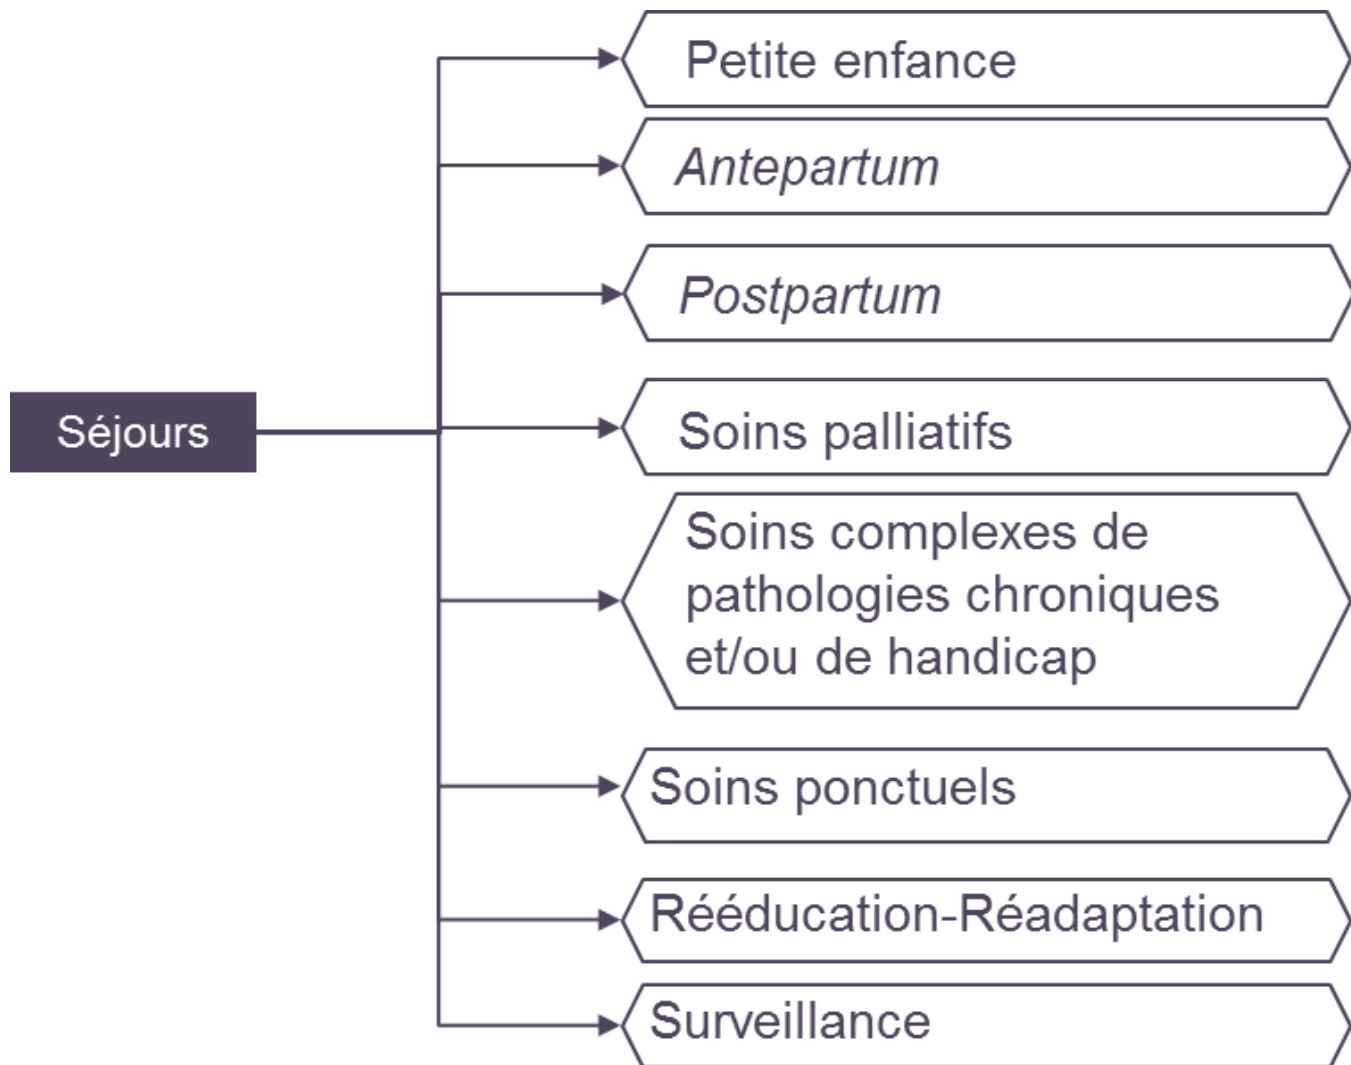 Petite enfance
Antepartum
Postpartum
Séjours
Soins palliatifs
Soins complexes de
pathologies chroniques
et/ou de handicap
Soins ponctuels
Rééducation-Réadaptation
Surveillance